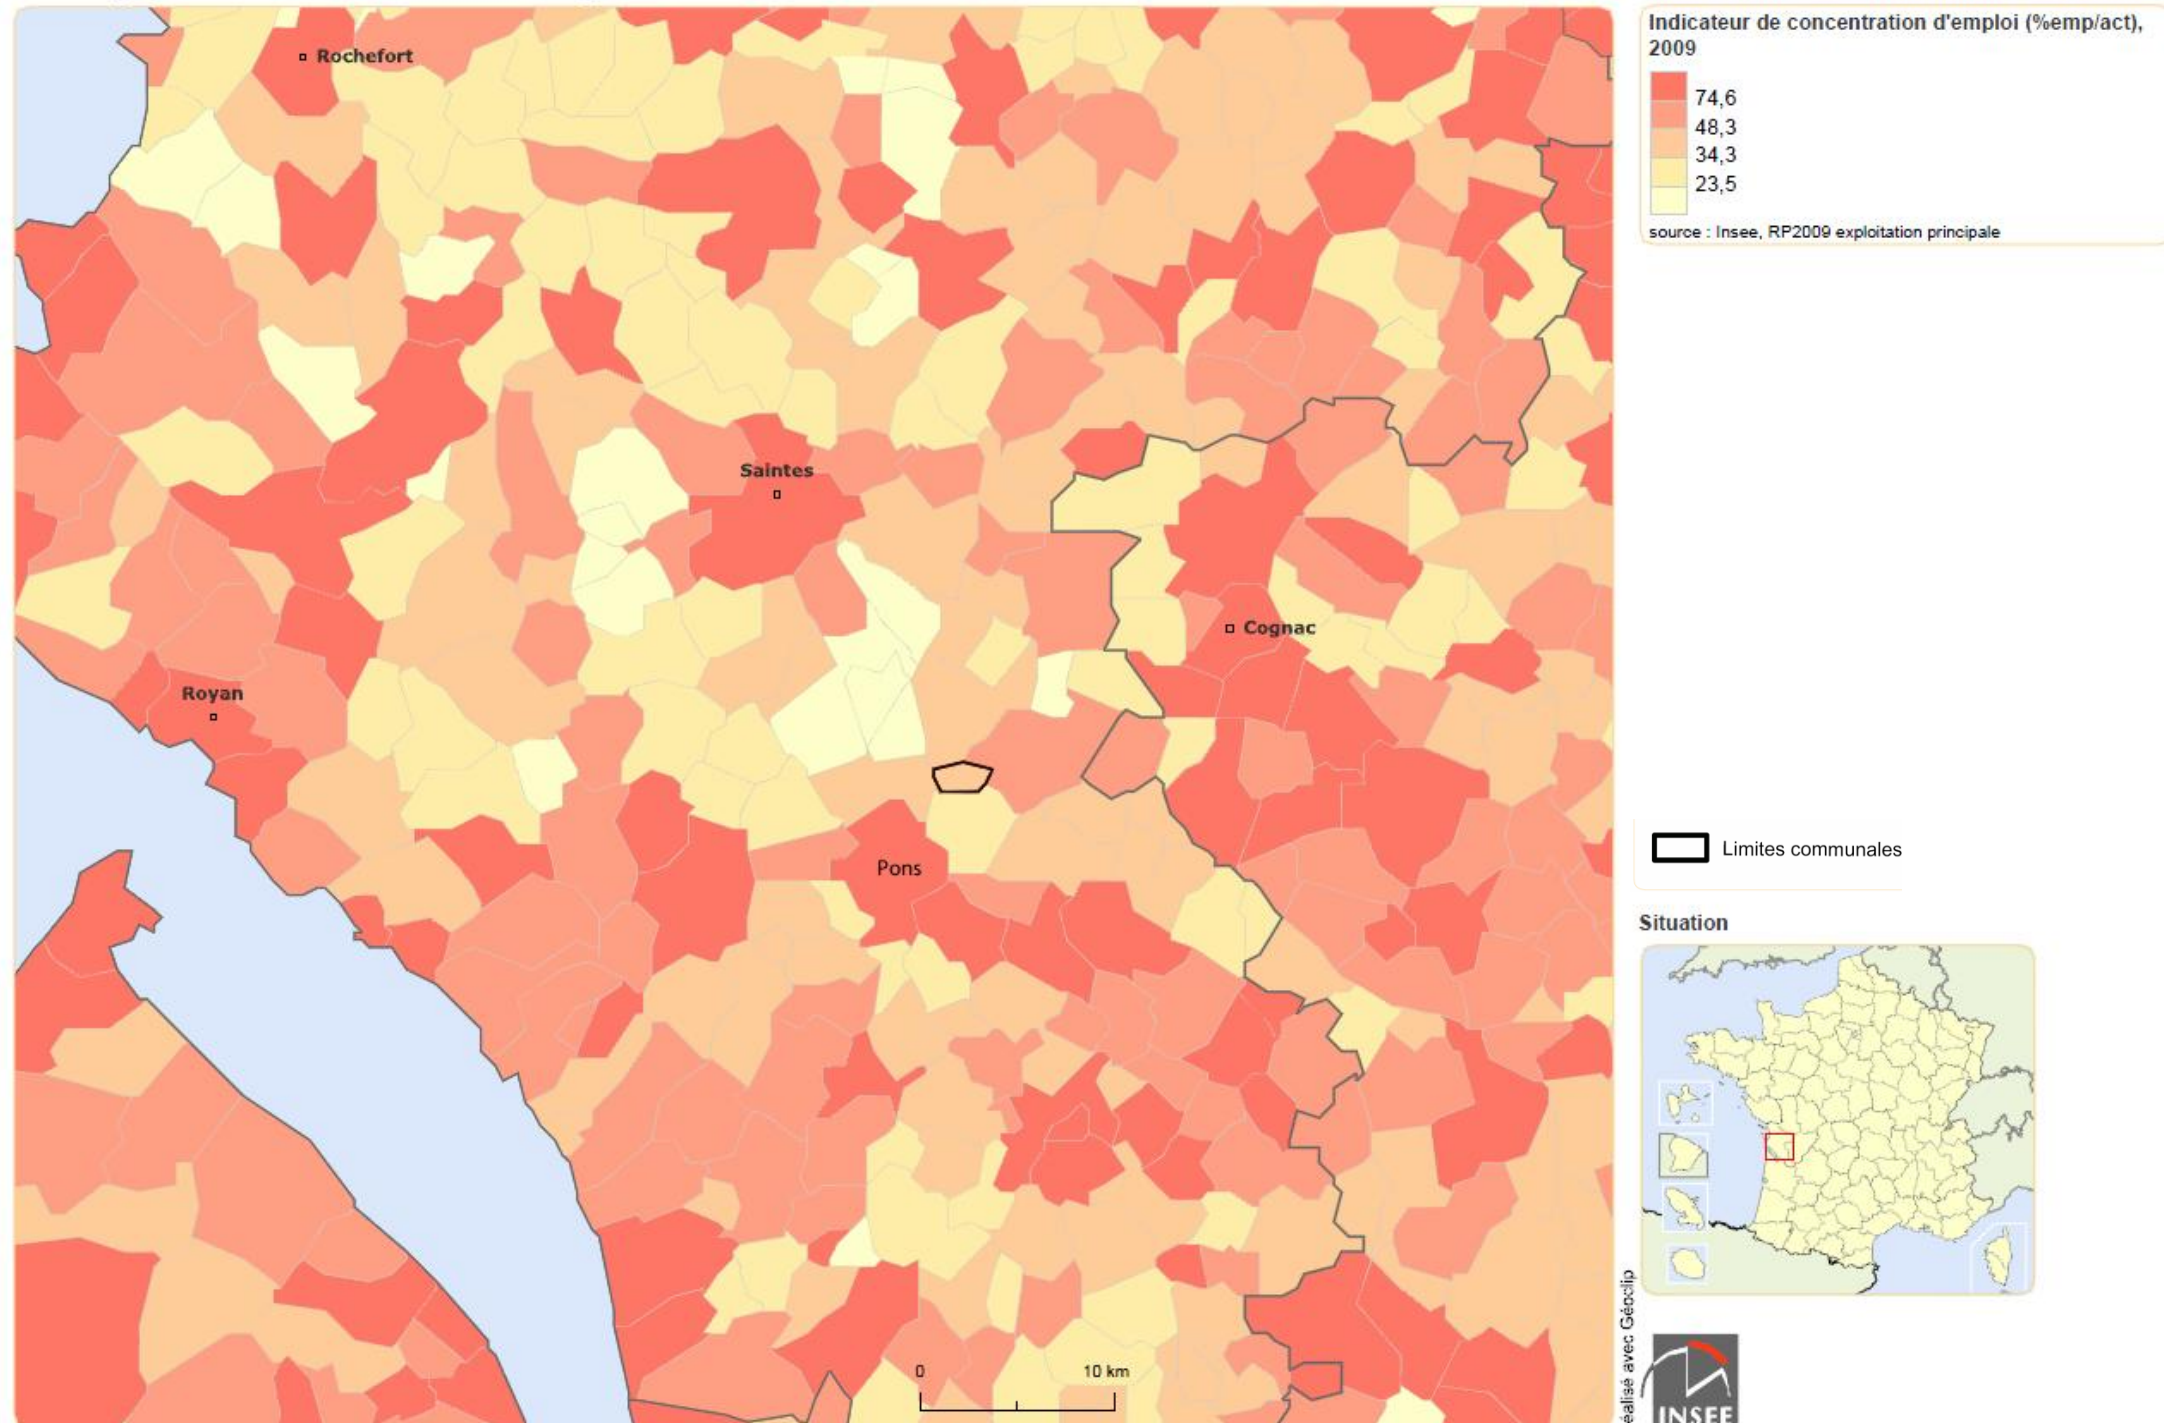 Indicateur de concentration d'emploi (%emp/act),
2009
74,6
48,3
34,3
23,5
source : Insee, RP2009 exploitation principale
Rochefort
Saintes
Cognac
Royan
Pons
Limites communales
Situation
0 10 km
éalisé avec Géoclip
INSEE